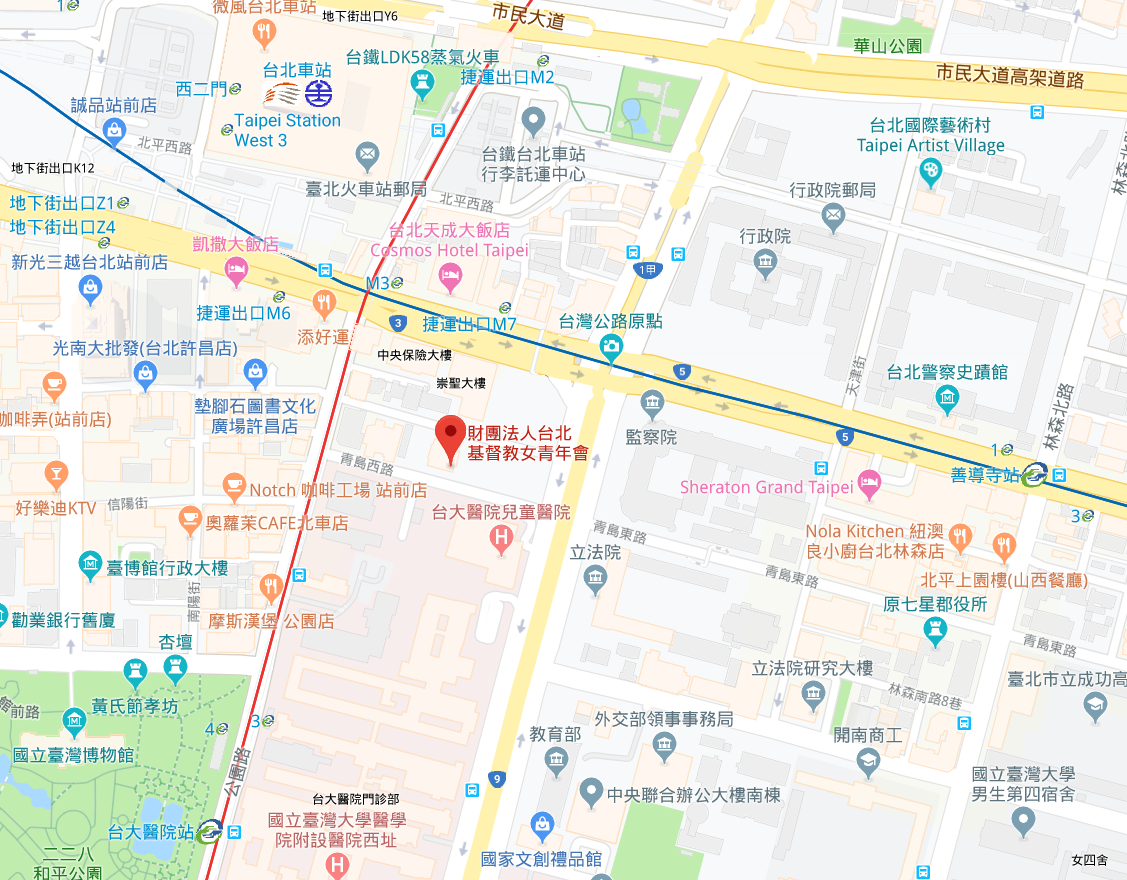 1
微風台北車站
地下街出口Y6
市民大道
華山公園
台鐵LDK58蒸氣火車
捷運出口M2
市民大道高架道路
台北車站
西二門
誠品站前店
Taipei Station
West 3
北平西路
台鐵台北車站
行李託運中心
台北國際藝術村
Taipei Artist Village
地下街出口K12
臺北火車站郵局
北平西路
行政院郵局
林森北
地下街出口Z1
地下街出口Z4
台北天成大飯店
Cosmos Hotel Taipei
行政院
凱撒大飯店
新光三越台北站前店
1甲
M3
捷運出口M6
添好運
3
捷運出口M7
台灣公路原點
光南大批發(台北許昌店)
中央保險大樓
崇聖大樓
5
天津街
台北警察史蹟館
咖啡弄(站前店)
墊腳石圖書文化
廣場許昌店
財團法人台北
基督教女青年會
監察院
5
林森北路
1
善導寺站
青島西路
Notch 咖啡工場 站前店
Sheraton Grand Taipei
好樂迪KTV
信陽街
奧蘿茉CAFE北車店
台大醫院兒童醫院
青島東路
3
Nola Kitchen 紐澳
良小廚台北林森店
立法院
臺博館行政大樓
南陽街
青島東路
北平上園樓(山西餐廳)
勸業銀行舊廈
摩斯漢堡 公園店
原七星郡役所
杏壇
青島東路
立法院研究大樓
臺北市立成功高
黃氏節孝坊
館前路
林森南路8巷
4
3
外交部領事事務局
國立臺灣博物館
教育部
開南商工
公園路
9
國立臺灣大學
男生第四宿舍
中央聯合辦公大樓南棟
台大醫院門診部
國立臺灣大學醫學
院附設醫院西址
台大醫院站
國家文創禮品館
二二八
和平公園
女四舍